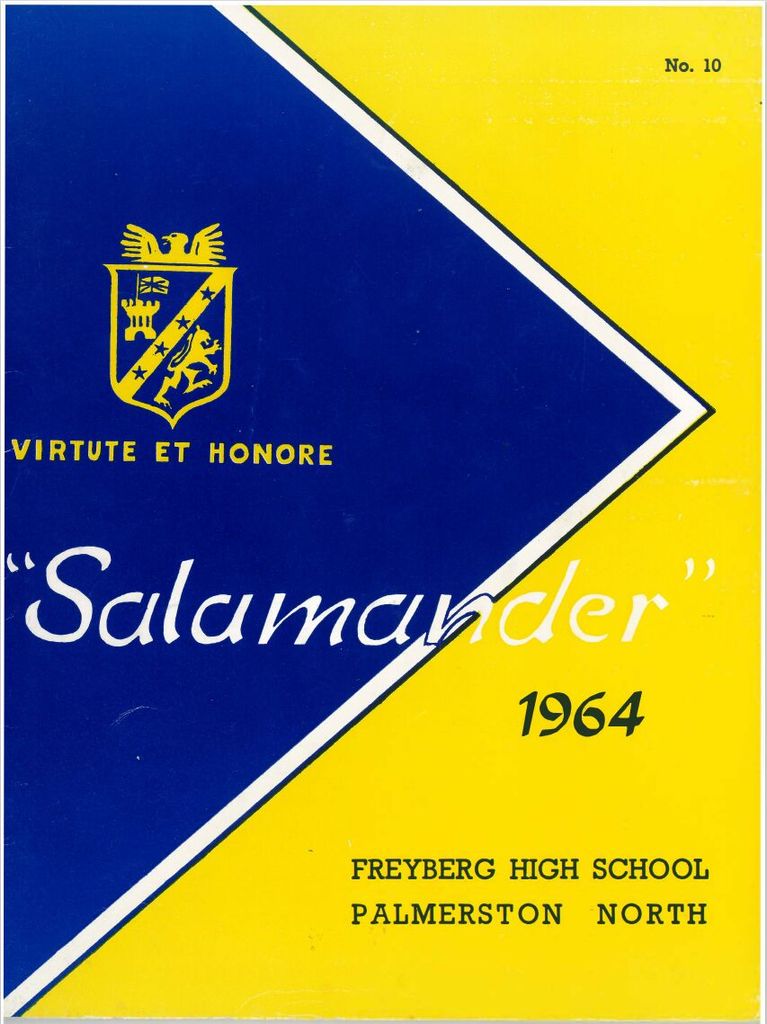 No. 10
VIRTUTE ET HONORE
"Salamander"
1964
FREYBERG HIGH SCHOOL
PALMERSTON NORTH